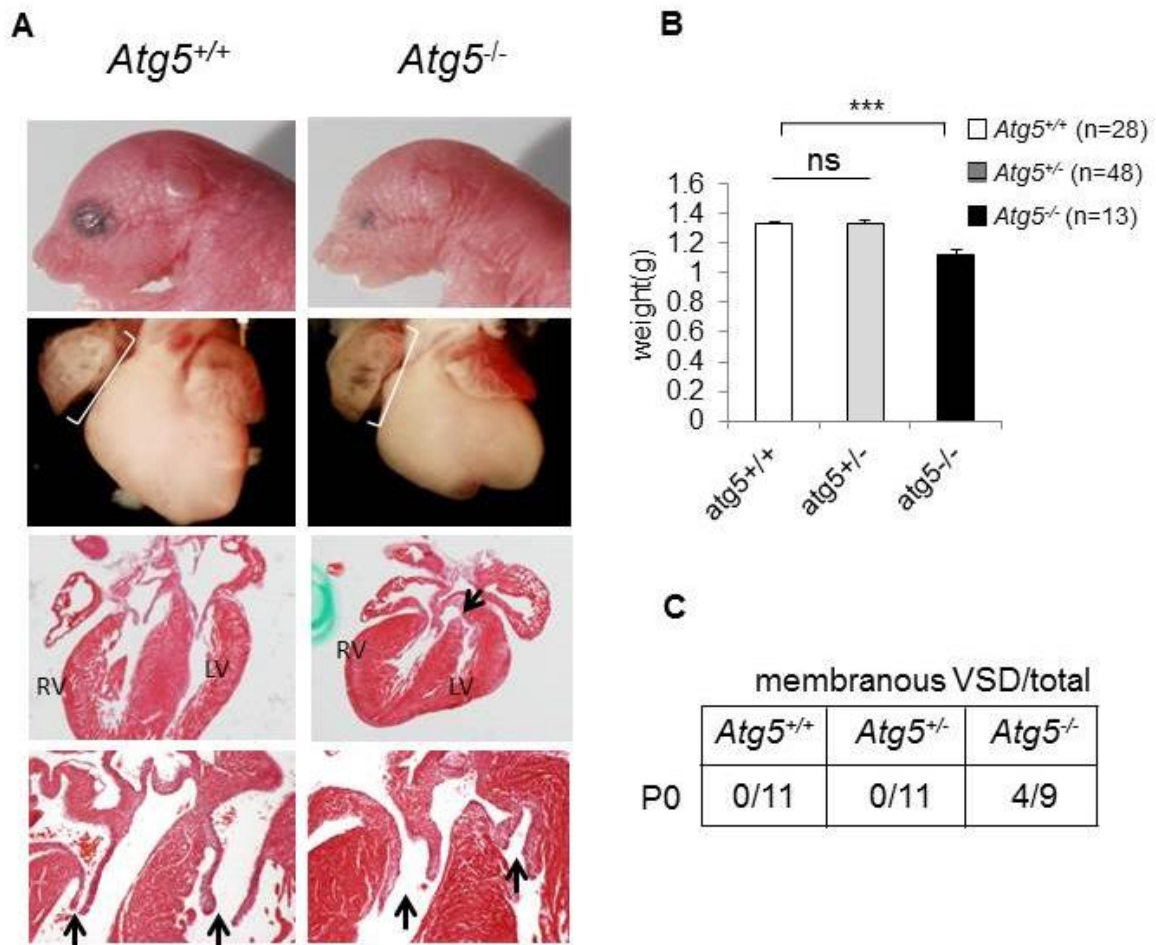 A
Atg5+/+ Atg5-/-
RV LV
RV LV
B
***
ns
Atg5+/+ (n=28)
Atg5+/- (n=48)
Atg5-/- (n=13)
weight(g)
1.6
1.4
1.2
1
0.8
0.6
0.4
0.2
0
atg5+/+ atg5+/- atg5-/-
C
membranous VSD/total
Atg5+/+ Atg5+/- Atg5-/-
P0 0/11 0/11 4/9